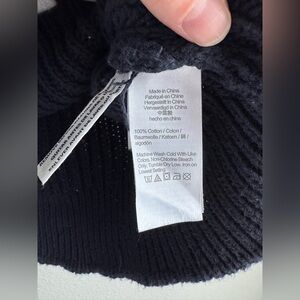 Made in China
Fabriqué en Chine
Hergestellt in China
Vervaardigd in China
中国製
hecho en china
100% Cotton / Coton /
Baumwolle / Katoen / 綿 /
algodón
Machine Wash Cold With Like
Colors. Non-Chlorine Bleach
Only. Tumble Dry Low. Iron on
Lowest Setting.